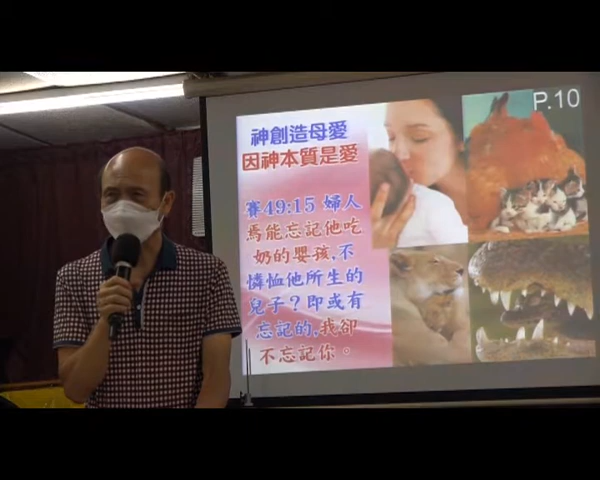 P.10
神創造母愛
因神本質是愛
賽49:15 婦人
焉能忘記他吃
奶的嬰孩,不
憐恤他所生的
兒子？即或有
忘記的,我卻
不忘記你。